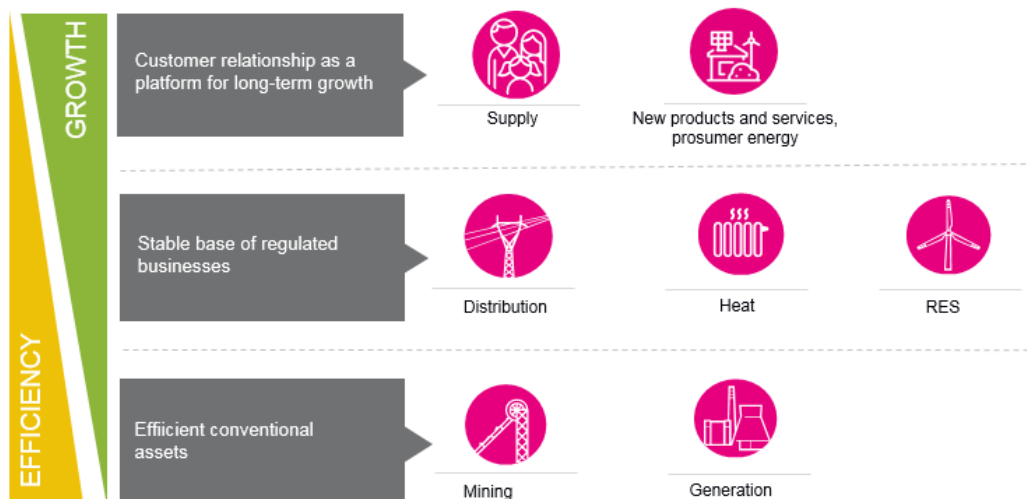 GROWTH
Customer relationship as a
platform for long-term growth
Supply
New products and services,
prosumer energy
Stable base of regulated
businesses
Distribution
Heat
RES
EFFICIENCY
Effiicient conventional
assets
Mining
Generation